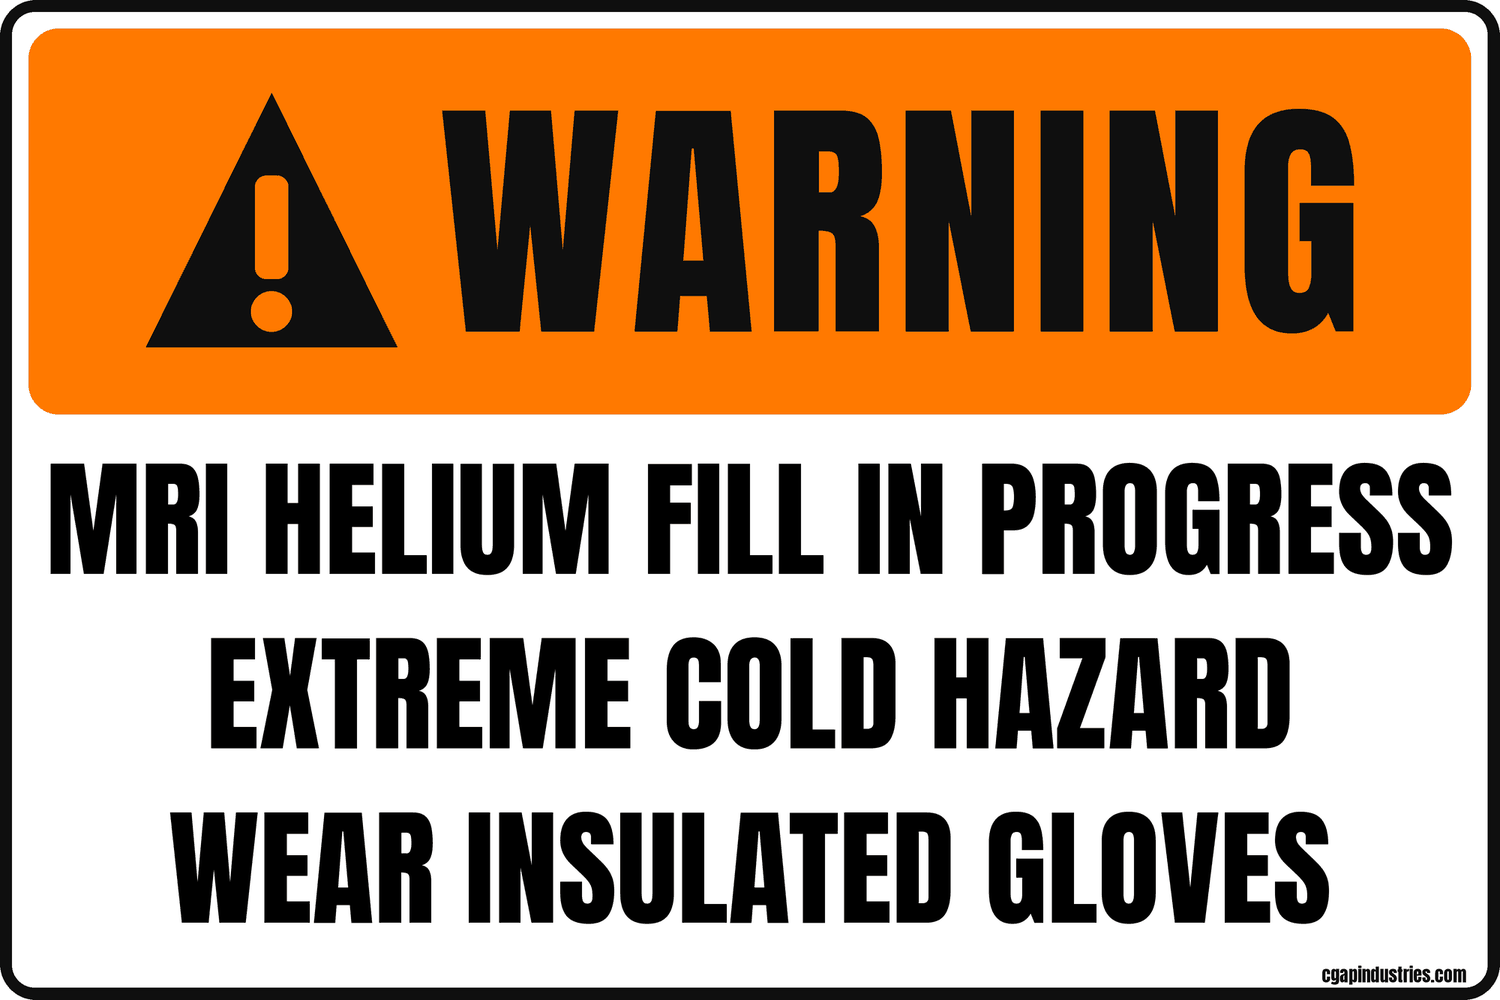 WARNING
MRI HELIUM FILL IN PROGRESS
EXTREME COLD HAZARD
WEAR INSULATED GLOVES
cgapindustries.com